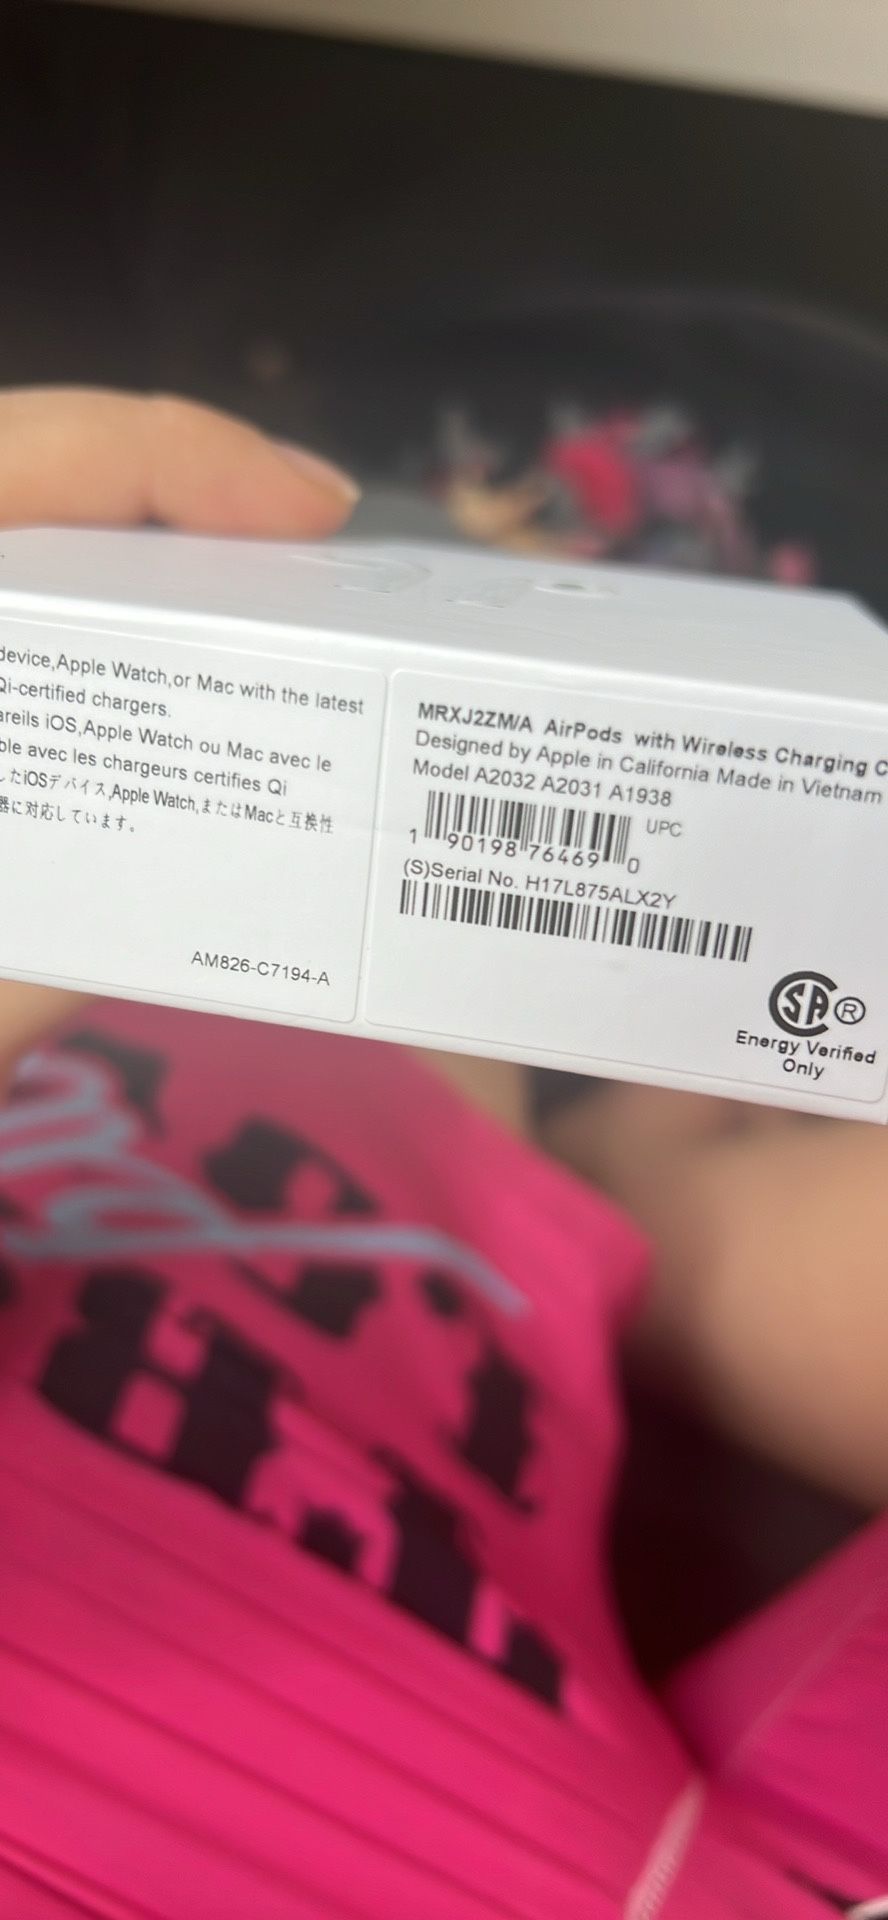 device,Apple Watch,or Mac with the latest
Qi-certified chargers.
areils iOS,Apple Watch ou Mac avec le
ble avec les chargeurs certifies Qi
したiOSデバイス,Apple Watch,またはMacと互換性
器に対応しています。
AM826-C7194-A
MRXJ2ZM/A AirPods with Wireless Charging C
Designed by Apple in California Made in Vietnam
Model A2032 A2031 A1938
UPC
1 90198 76469 0
(S)Serial No. H17L875ALX2Y
SA ®
Energy Verified
Only